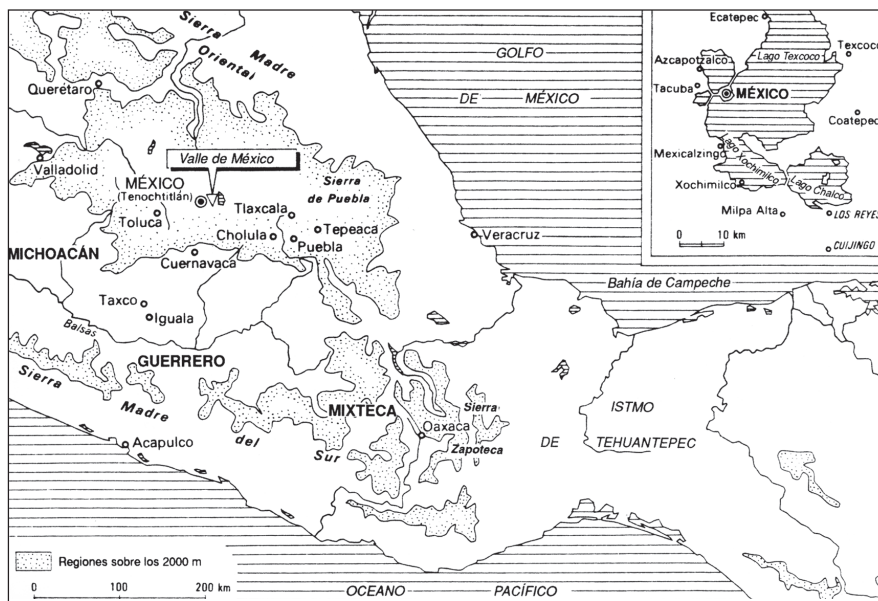 Sierra Madre
Oriental
GOLFO
DE MÉXICO
Querétaro
Valladolid
Valle de México
MÉXICO
(Tenochtitlán)
Toluca
Tlaxcala
Sierra
de Puebla
Cholula
Tepeaca
Puebla
MICHOACÁN
Cuernavaca
Veracruz
Taxco
Iguala
Balsas
GUERRERO
Sierra Madre del Sur
MIXTECA
Sierra
Zapoteca
Oaxaca
Acapulco
Bahía de Campeche
ISTMO
DE TEHUANTEPEC
Regiones sobre los 2000 m
0 100 200 km
OCEANO PACÍFICO
Ecatepec
Texcoco
Lago Texcoco
Azcapotzalco
Tacuba
MÉXICO
Coatepec
Mexicalzingo
Lago Xochimilco
Xochimilco
Lago Chalco
Milpa Alta
LOS REYES
CUIJINGO
0 10 km